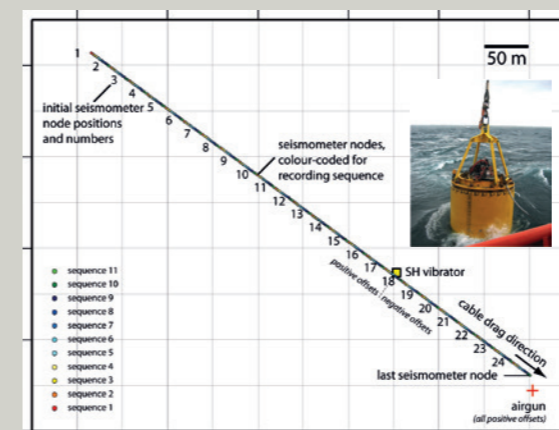 1
2
3
4
5
6
7
8
9
10
11
12
13
14
15
16
17
18
19
20
21
22
23
24
50 m
initial seismometer
node positions
and numbers
seismometer nodes,
colour-coded for
recording sequence
SH vibrator
positive offsets
negative offsets
cable drag direction
last seismometer node
airgun
(all positive offsets)
sequence 11
sequence 10
sequence 9
sequence 8
sequence 7
sequence 6
sequence 5
sequence 4
sequence 3
sequence 2
sequence 1